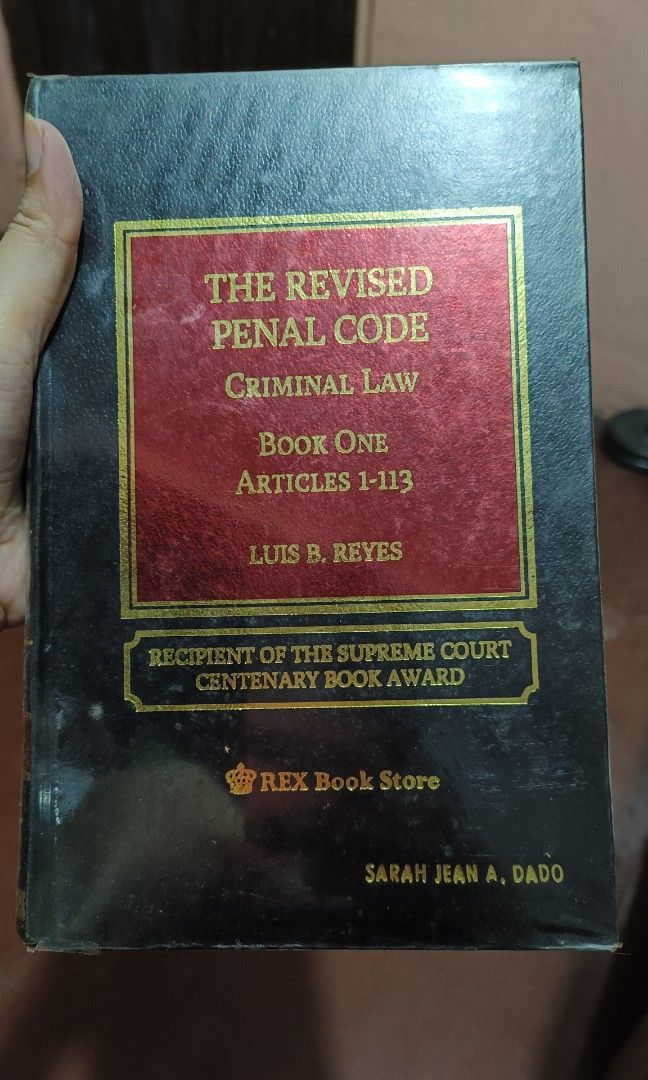 THE REVISED
PENAL CODE
CRIMINAL LAW
BOOK ONE
ARTICLES 1-113
LUIS B. REYES
RECIPIENT OF THE SUPREME COURT
CENTENARY BOOK AWARD
REX Book Store
SARAH JEAN A. DADO